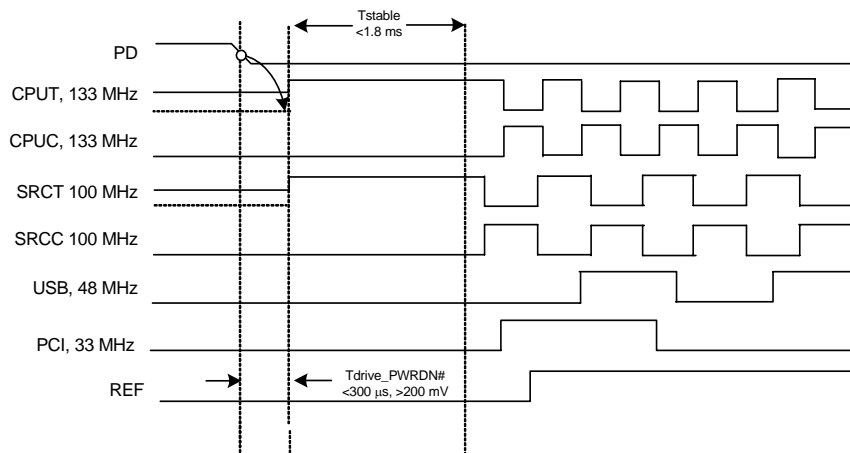 Tstable
<1.8 ms
PD
CPUT, 133 MHz
CPUC, 133 MHz
SRCT 100 MHz
SRCC 100 MHz
USB, 48 MHz
PCI, 33 MHz
Tdrive_PWRDN#
<300 μs, >200 mV
REF